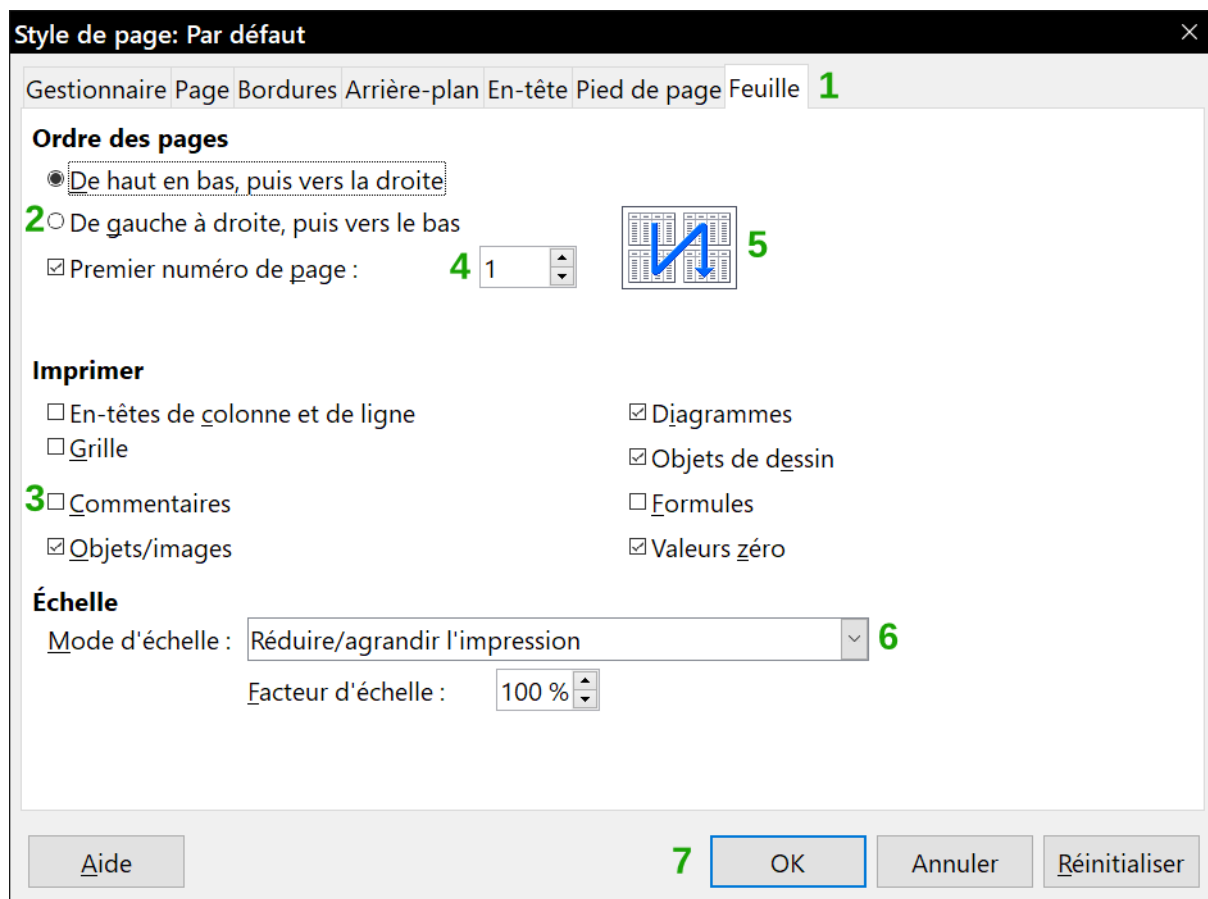 Style de page: Par défaut
Gestionnaire Page Bordures Arrière-plan En-tête Pied de page Feuille 1
Ordre des pages
De haut en bas, puis vers la droite
2 De gauche à droite, puis vers le bas
5
Premier numéro de page : 4 1
Imprimer
En-têtes de colonne et de ligne Diagrammes
Grille
Objets de dessin
3 Commentaires Formules
Objets/images Valeurs zéro
Échelle
Mode d'échelle : Réduire/agrandir l'impression 6
Facteur d'échelle : 100 %
Aide 7 OK Annuler Réinitialiser